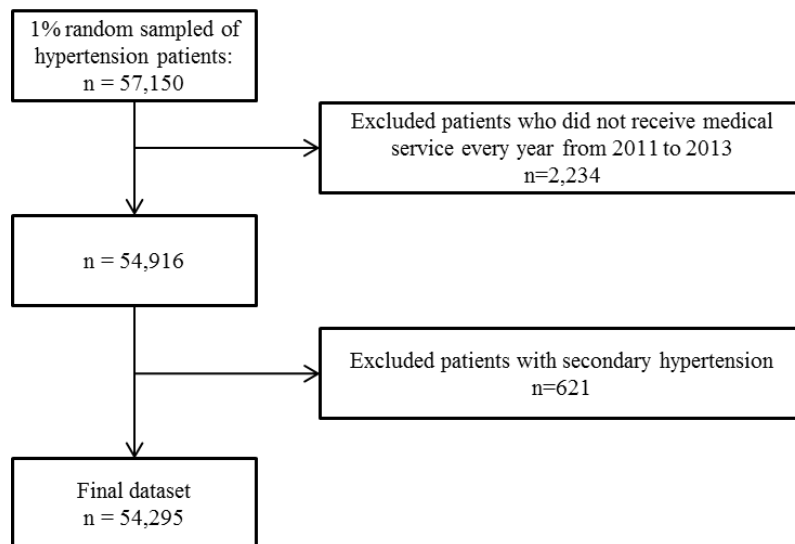 1% random sampled of
hypertension patients:
n = 57,150
Excluded patients who did not receive medical
service every year from 2011 to 2013
n=2,234
n = 54,916
Excluded patients with secondary hypertension
n=621
Final dataset
n = 54,295